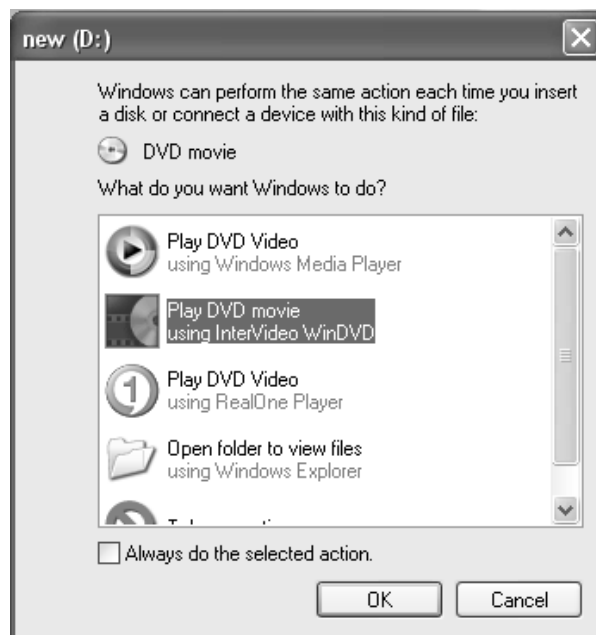 new (D:)
Windows can perform the same action each time you insert
a disk or connect a device with this kind of file:
DVD movie
What do you want Windows to do?
Play DVD Video
using Windows Media Player
Play DVD movie
using InterVideo WinDVD
Play DVD Video
using RealOne Player
Open folder to view files
using Windows Explorer
Always do the selected action.
OK
Cancel